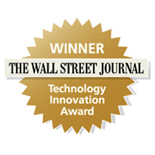 WINNER
THE WALL STREET JOURNAL
Technology
Innovation
Award